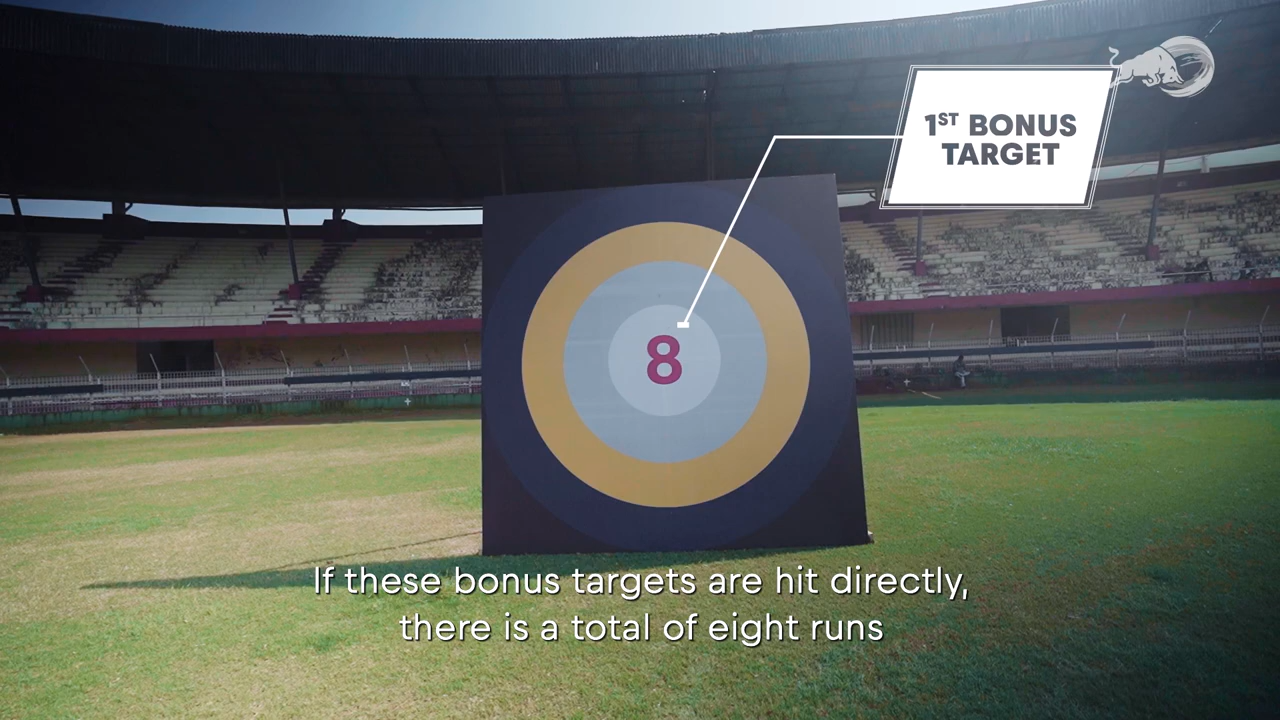 1ST BONUS
TARGET
8
If these bonus targets are hit directly,
there is a total of eight runs